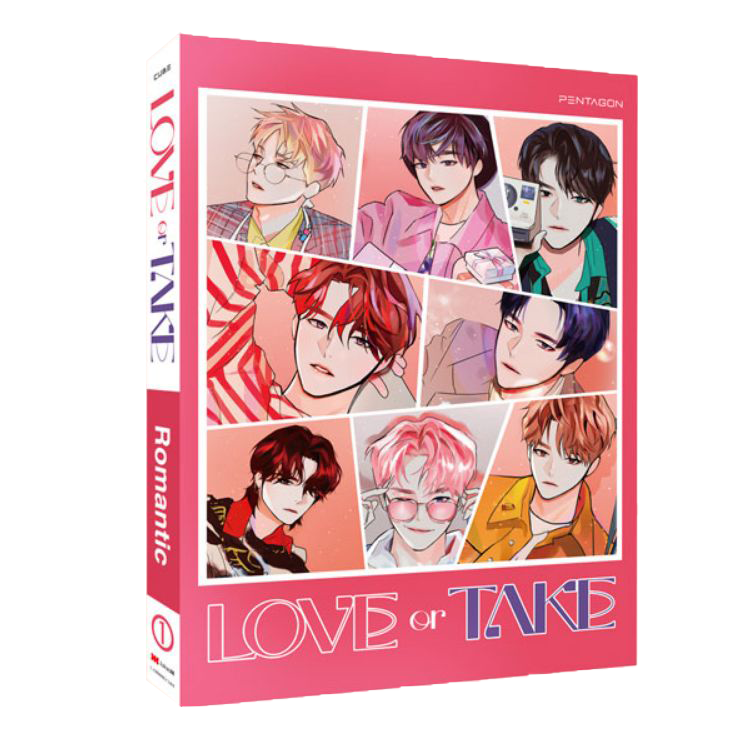 CUBE
LOVE or TAKE
Romantic
1
PENTAGON
LOVE or TAKE